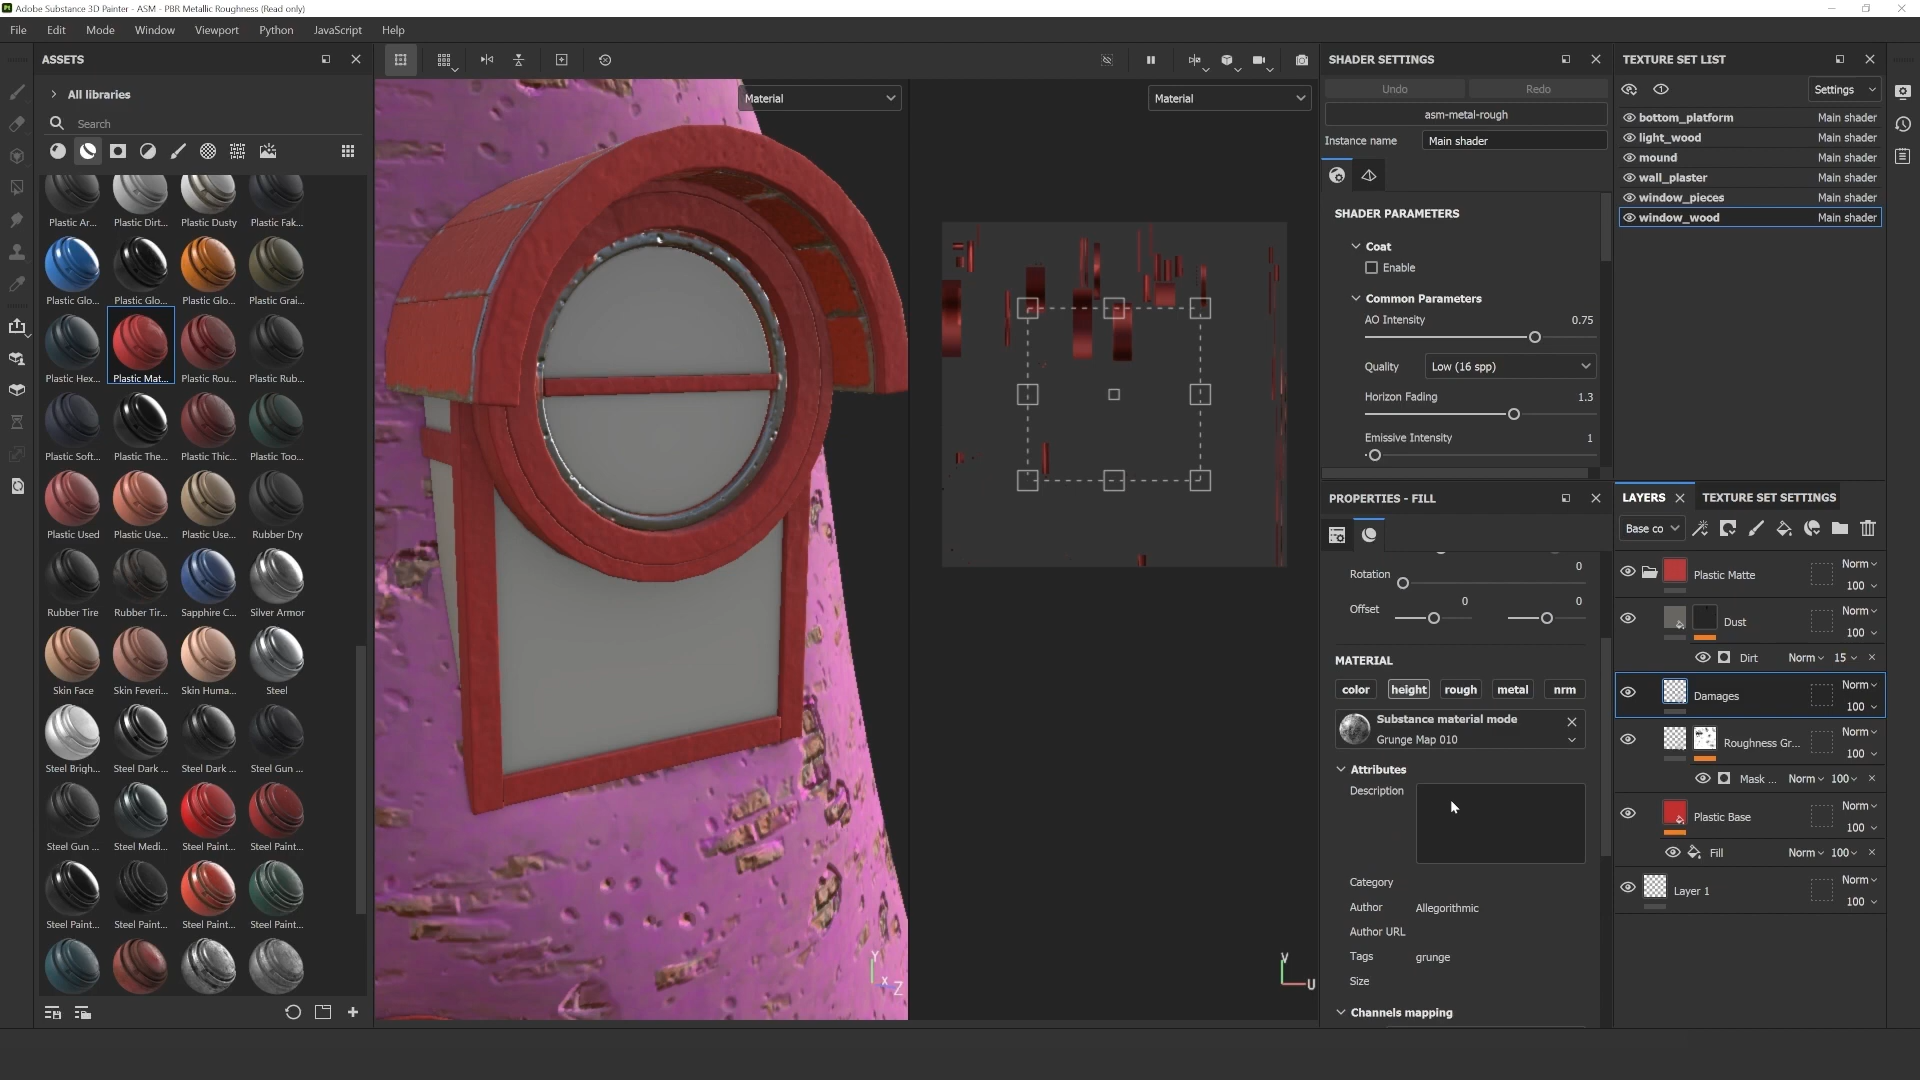 Adobe Substance 3D Painter - ASM - PBR Metallic Roughness (Read only)
File Edit Mode Window Viewport Python JavaScript Help
ASSETS
All libraries
Search
Plastic Ar... Plastic Dirt... Plastic Dusty Plastic Fak...
Plastic Glo... Plastic Glo... Plastic Glo... Plastic Grai...
Plastic Hex... Plastic Mat... Plastic Rou... Plastic Rub...
Plastic Soft... Plastic The... Plastic Thic... Plastic Too...
Plastic Used Plastic Use... Plastic Use... Rubber Dry
Rubber Tire Rubber Tir... Sapphire C... Silver Armor
Skin Face Skin Feveri... Skin Huma... Steel
Steel Brigh... Steel Dark ... Steel Dark ... Steel Gun ...
Steel Gun ... Steel Medi... Steel Paint... Steel Paint...
Steel Paint... Steel Paint... Steel Paint... Steel Paint...
Material
Y
X
Z
Material
V
U
SHADER SETTINGS
Undo Redo
asm-metal-rough
Instance name Main shader
SHADER PARAMETERS
Coat
Enable
Common Parameters
AO Intensity 0.75
Quality Low (16 spp)
Horizon Fading 1.3
Emissive Intensity 1
PROPERTIES - FILL
Rotation 0
Offset 0 0
MATERIAL
color height rough metal nrm
Substance material mode
Grunge Map 010
Attributes
Description
Category
Author Allegorithmic
Author URL
Tags grunge
Size
Channels mapping
TEXTURE SET LIST
Settings
bottom_platform Main shader
light_wood Main shader
mound Main shader
wall_plaster Main shader
window_pieces Main shader
window_wood Main shader
LAYERS TEXTURE SET SETTINGS
Base co
Plastic Matte Norm 100
Dust Norm 100
Dirt Norm 15
Damages Norm 100
Roughness Gr... Norm 100
Mask ... Norm 100
Plastic Base Norm 100
Fill Norm 100
Layer 1 Norm 100